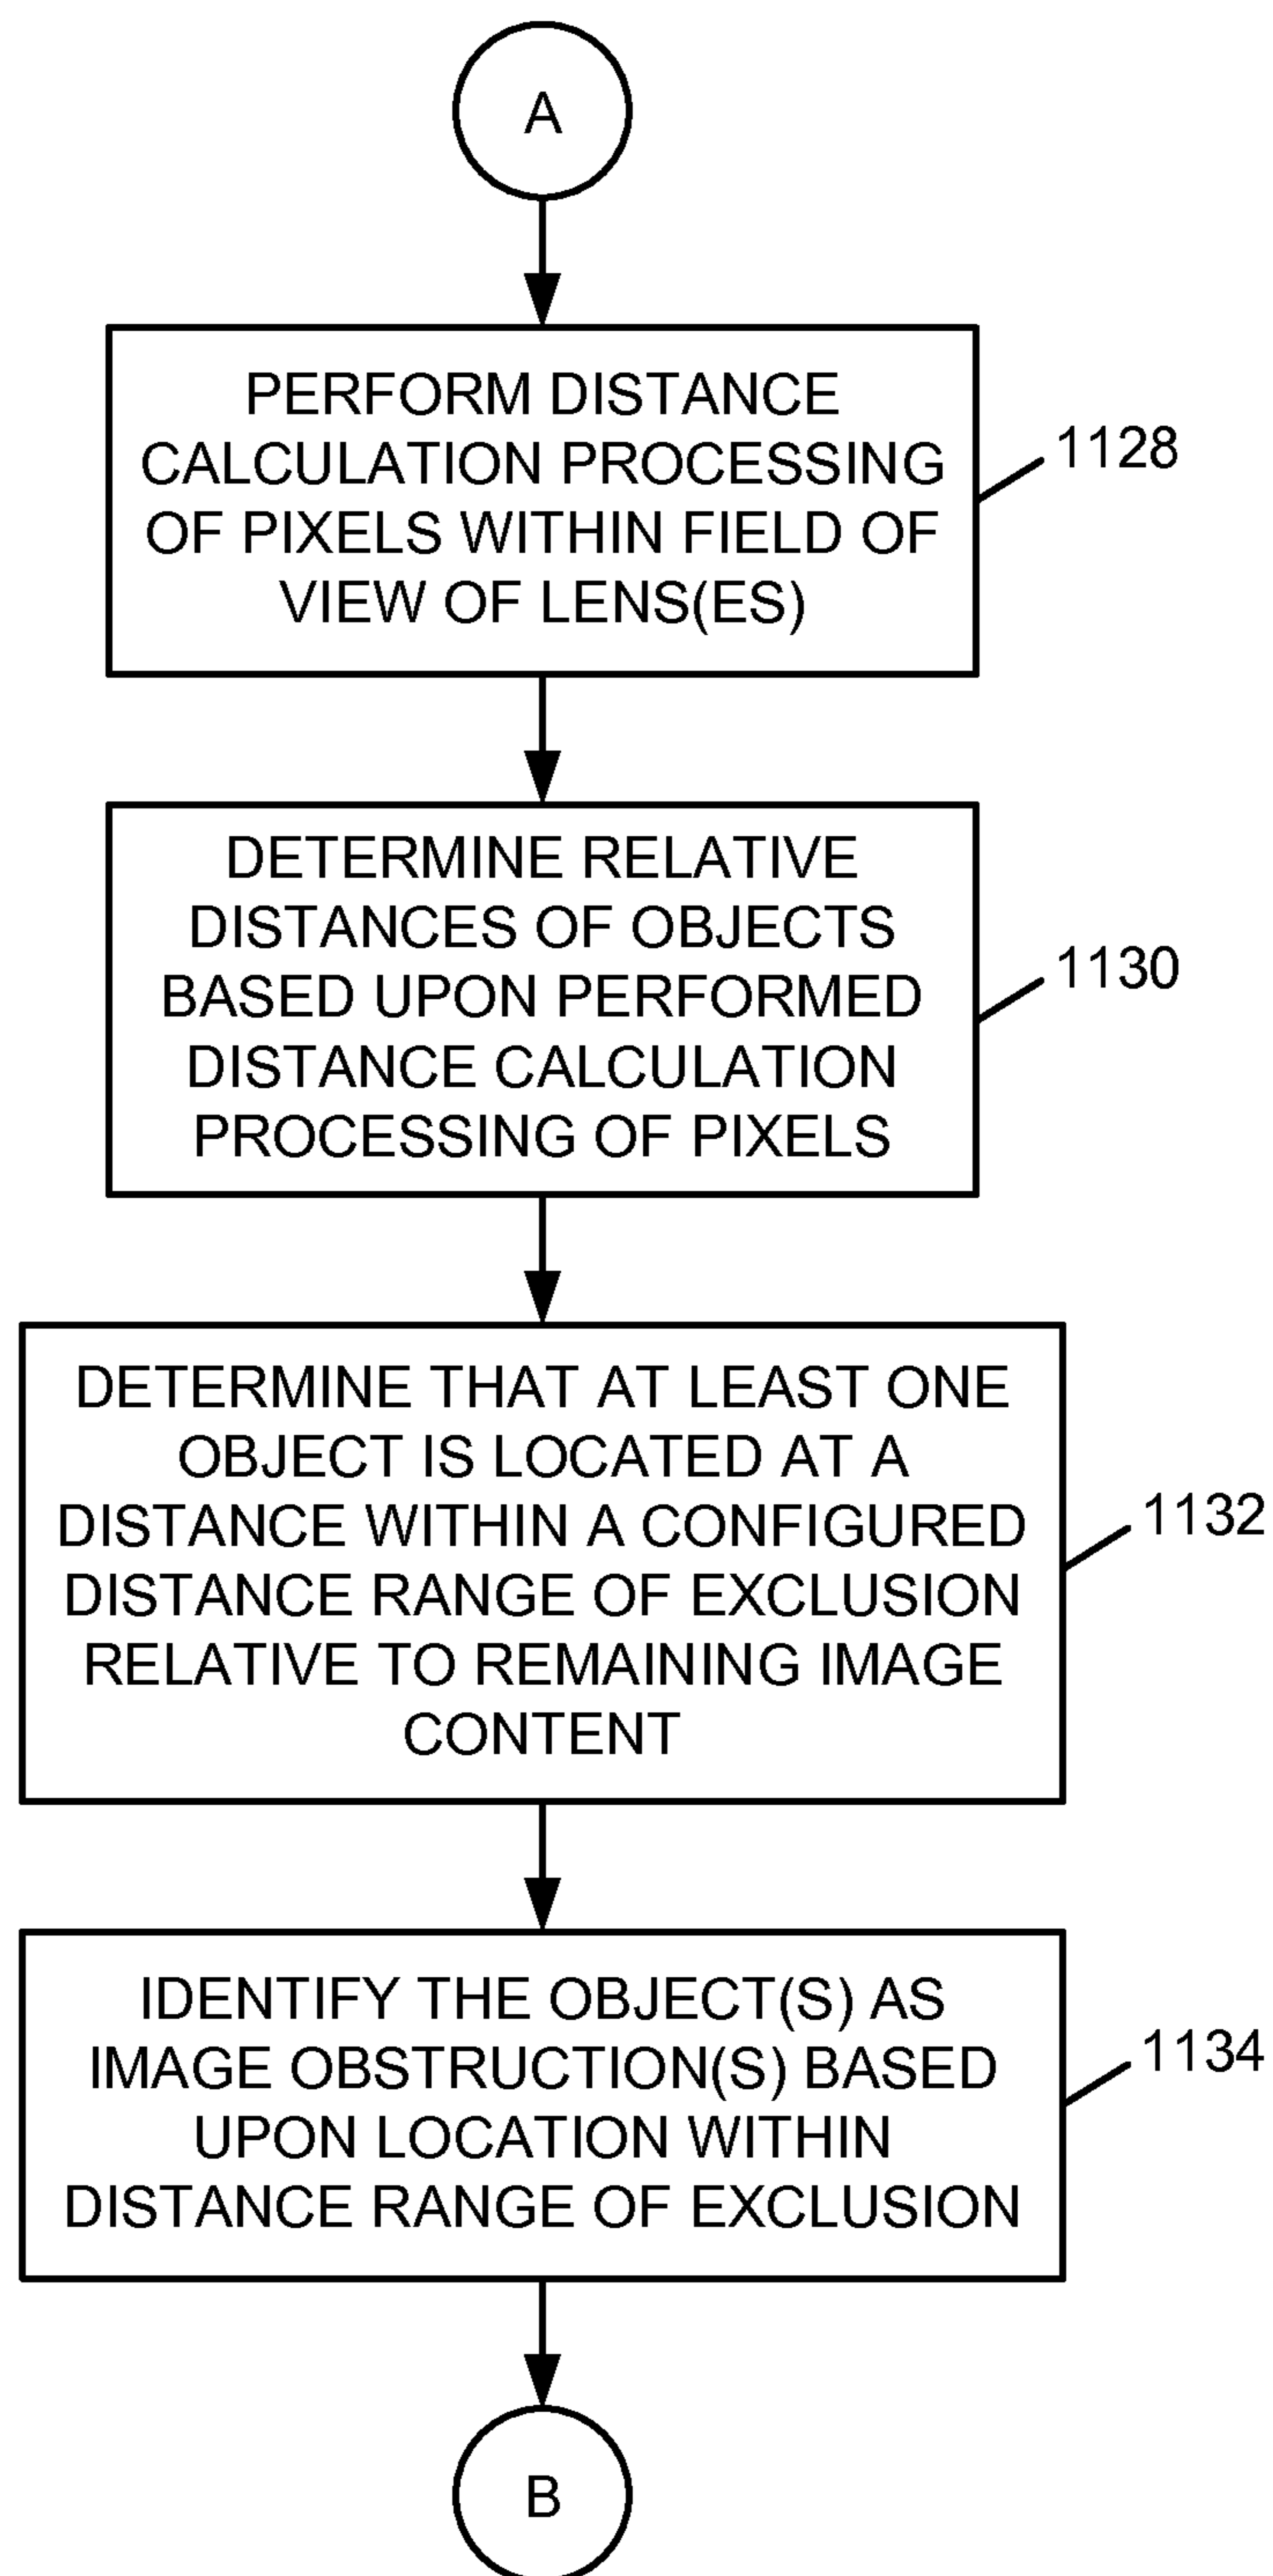 A
PERFORM DISTANCE
CALCULATION PROCESSING
OF PIXELS WITHIN FIELD OF
VIEW OF LENS(ES)
1128
DETERMINE RELATIVE
DISTANCES OF OBJECTS
BASED UPON PERFORMED
DISTANCE CALCULATION
PROCESSING OF PIXELS
1130
DETERMINE THAT AT LEAST ONE
OBJECT IS LOCATED AT A
DISTANCE WITHIN A CONFIGURED
DISTANCE RANGE OF EXCLUSION
RELATIVE TO REMAINING IMAGE
CONTENT
1132
IDENTIFY THE OBJECT(S) AS
IMAGE OBSTRUCTION(S) BASED
UPON LOCATION WITHIN
DISTANCE RANGE OF EXCLUSION
1134
B